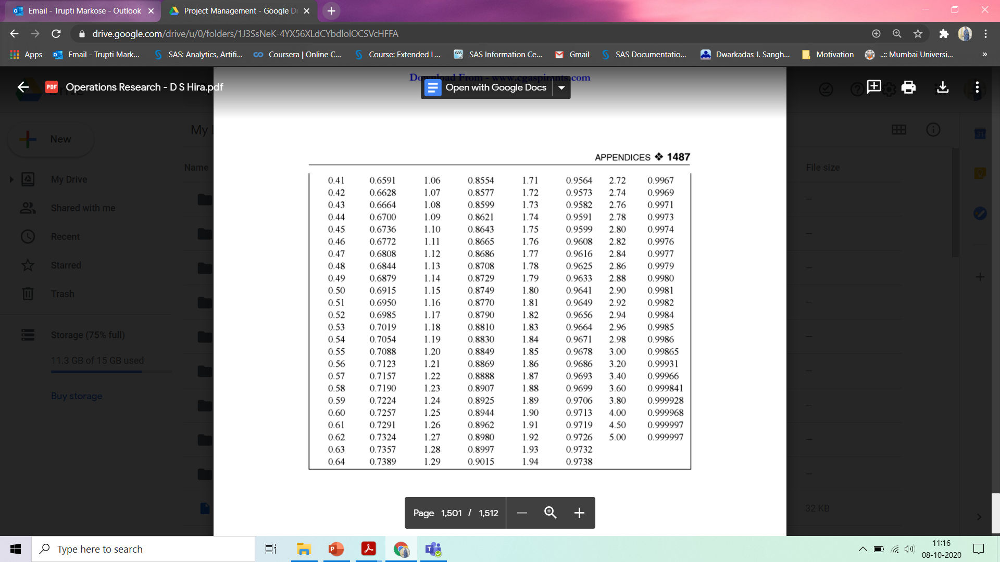 Email - Trupti Markose - Outlook
Project Management - Google D
drive.google.com/drive/u/0/folders/1J3SsNeK-4YX56XLdCYbdlolOCSVcHFFA
Apps
Email - Trupti Mark...
SAS: Analytics, Artifi...
Coursera | Online C...
Course: Extended L...
SAS Information Ce...
Gmail
SAS Documentatio...
Dwarkadas J. Sangh...
Motivation
..:: Mumbai Universi...
»
Download From - www.cgaspirants.com
PDF Operations Research - D S Hira.pdf
Open with Google Docs
New
My
Name
File size
My Drive
Shared with me
Recent
Starred
Trash
Storage (75% full)
11.3 GB of 15 GB used
Buy storage
32 KB
APPENDICES ❖ 1487
0.41 0.6591 1.06 0.8554 1.71 0.9564 2.72 0.9967
0.42 0.6628 1.07 0.8577 1.72 0.9573 2.74 0.9969
0.43 0.6664 1.08 0.8599 1.73 0.9582 2.76 0.9971
0.44 0.6700 1.09 0.8621 1.74 0.9591 2.78 0.9973
0.45 0.6736 1.10 0.8643 1.75 0.9599 2.80 0.9974
0.46 0.6772 1.11 0.8665 1.76 0.9608 2.82 0.9976
0.47 0.6808 1.12 0.8686 1.77 0.9616 2.84 0.9977
0.48 0.6844 1.13 0.8708 1.78 0.9625 2.86 0.9979
0.49 0.6879 1.14 0.8729 1.79 0.9633 2.88 0.9980
0.50 0.6915 1.15 0.8749 1.80 0.9641 2.90 0.9981
0.51 0.6950 1.16 0.8770 1.81 0.9649 2.92 0.9982
0.52 0.6985 1.17 0.8790 1.82 0.9656 2.94 0.9984
0.53 0.7019 1.18 0.8810 1.83 0.9664 2.96 0.9985
0.54 0.7054 1.19 0.8830 1.84 0.9671 2.98 0.9986
0.55 0.7088 1.20 0.8849 1.85 0.9678 3.00 0.99865
0.56 0.7123 1.21 0.8869 1.86 0.9686 3.20 0.99931
0.57 0.7157 1.22 0.8888 1.87 0.9693 3.40 0.99966
0.58 0.7190 1.23 0.8907 1.88 0.9699 3.60 0.999841
0.59 0.7224 1.24 0.8925 1.89 0.9706 3.80 0.999928
0.60 0.7257 1.25 0.8944 1.90 0.9713 4.00 0.999968
0.61 0.7291 1.26 0.8962 1.91 0.9719 4.50 0.999997
0.62 0.7324 1.27 0.8980 1.92 0.9726 5.00 0.999997
0.63 0.7357 1.28 0.8997 1.93 0.9732
0.64 0.7389 1.29 0.9015 1.94 0.9738
Page 1,501 / 1,512
Type here to search
11:16
08-10-2020